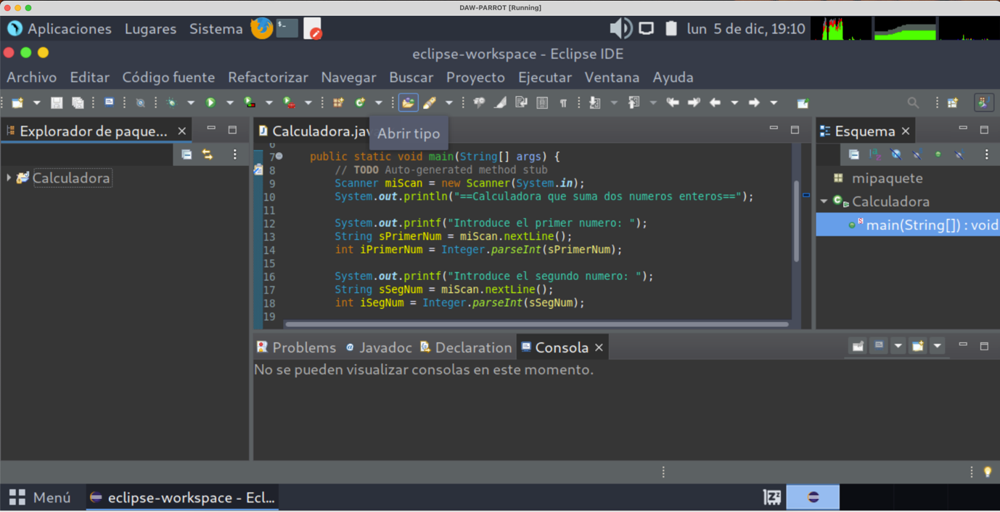 DAW-PARROT [Running]
Aplicaciones Lugares Sistema lun 5 de dic, 19:10
eclipse-workspace - Eclipse IDE
Archivo Editar Código fuente Refactorizar Navegar Buscar Proyecto Ejecutar Ventana Ayuda
Explorador de paque...
Calculadora
Calculadora.jav
Abrir tipo
6
7 public static void main(String[] args) {
8 // TODO Auto-generated method stub
9 Scanner miScan = new Scanner(System.in);
10 System.out.println("==Calculadora que suma dos numeros enteros==");
11
12 System.out.printf("Introduce el primer numero: ");
13 String sPrimerNum = miScan.nextLine();
14 int iPrimerNum = Integer.parseInt(sPrimerNum);
15
16 System.out.printf("Introduce el segundo numero: ");
17 String sSegNum = miScan.nextLine();
18 int iSegNum = Integer.parseInt(sSegNum);
19
Esquema
mipaquete
Calculadora
main(String[]) : void
Problems Javadoc Declaration Consola
No se pueden visualizar consolas en este momento.
Menú eclipse-workspace - Ecl...